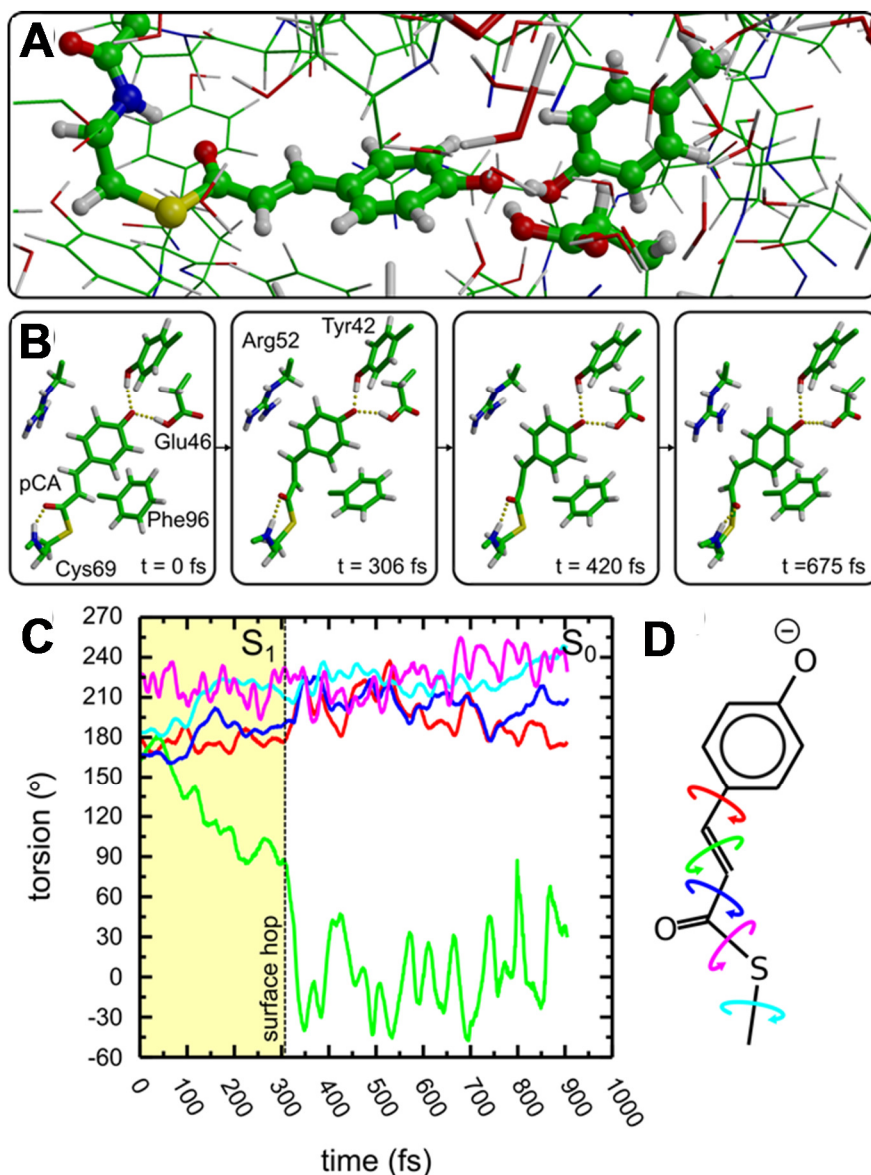 A
B
Arg52
Tyr42
Glu46
pCA
Phe96
Cys69
t = 0 fs
t = 306 fs
t = 420 fs
t =675 fs
C
270
240
210
180
150
120
90
60
30
0
-30
-60
torsion (°)
S1
S0
surface hop
0
100
200
300
400
500
600
700
800
900
1000
time (fs)
D
O
O
S